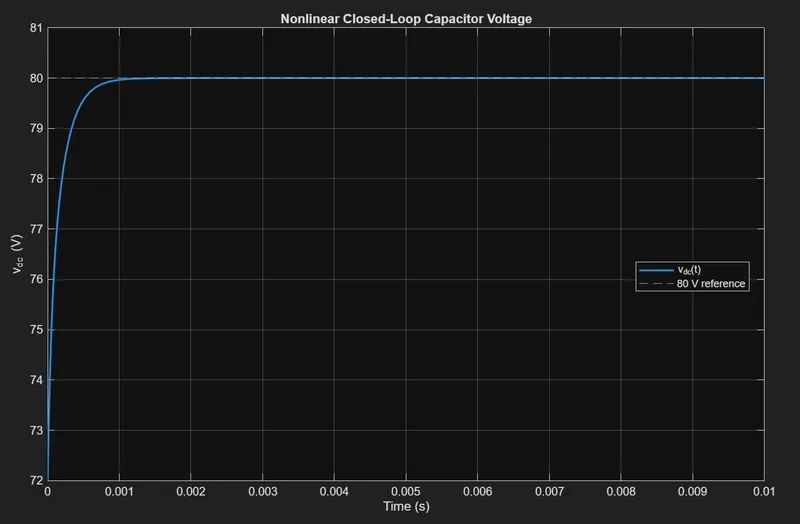 Nonlinear Closed-Loop Capacitor Voltage
81
80
79
78
77
76
75
74
73
72
v_dc (V)
v_dc(t)
80 V reference
0 0.001 0.002 0.003 0.004 0.005 0.006 0.007 0.008 0.009 0.01
Time (s)